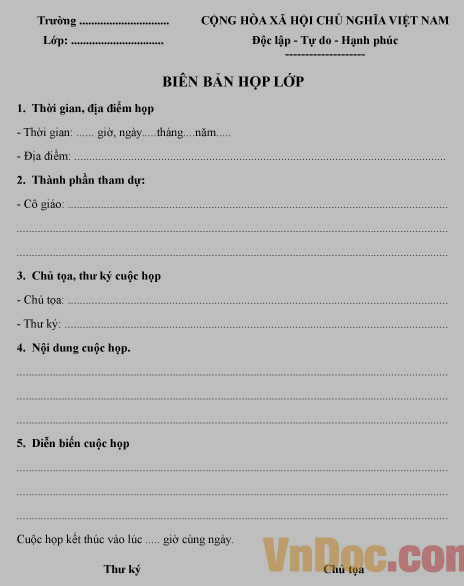 Trường ............................... CỘNG HÒA XÃ HỘI CHỦ NGHĨA VIỆT NAM
Lớp: ................................ Độc lập - Tự do - Hạnh phúc
--------------------
BIÊN BẢN HỌP LỚP
1. Thời gian, địa điểm họp
- Thời gian: ...... giờ, ngày.....tháng....năm.....
- Địa điểm: ................................................................
2. Thành phần tham dự:
- Cô giáo: ................................................................
................................................................
................................................................
3. Chủ tọa, thư ký cuộc họp
- Chủ tọa: ................................................................
- Thư ký: ................................................................
4. Nội dung cuộc họp.
................................................................
................................................................
5. Diễn biến cuộc họp
................................................................
................................................................
................................................................
Cuộc họp kết thúc vào lúc ..... giờ cùng ngày.
VnDoc.com
Thư ký Chủ tọa